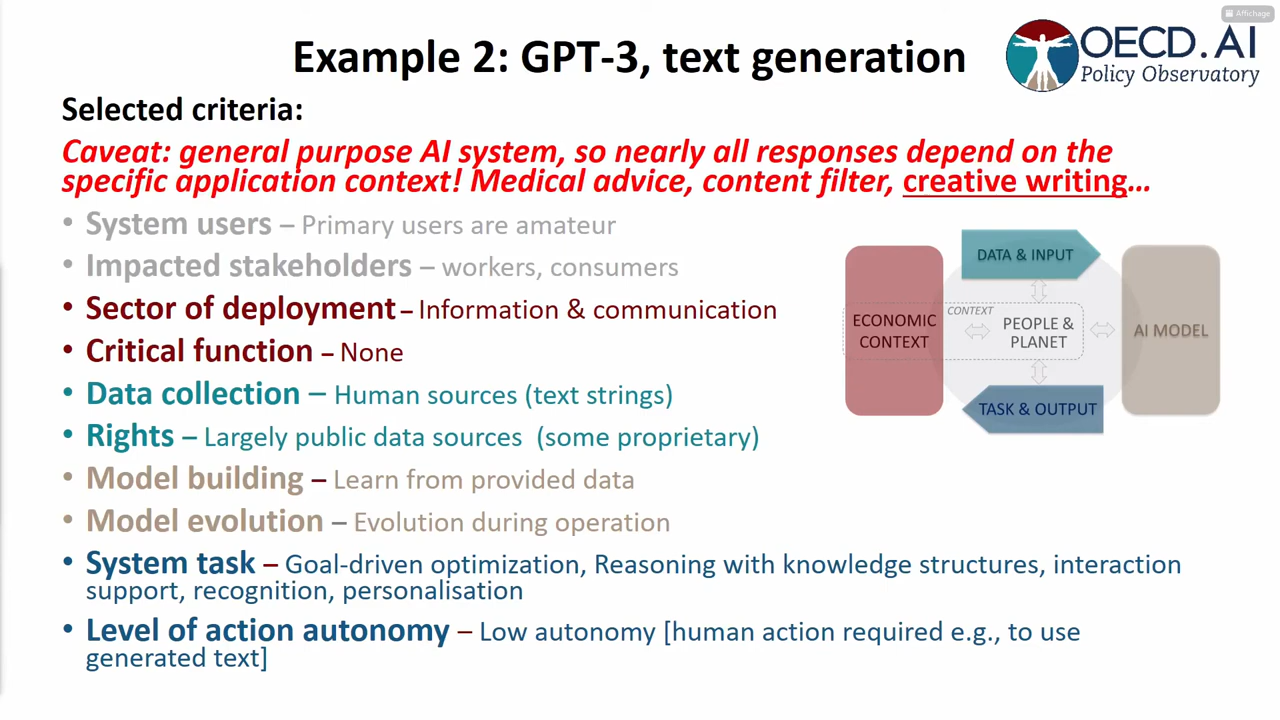 Affichage
Example 2: GPT-3, text generation
OECD.AI
Policy Observatory
Selected criteria:
Caveat: general purpose AI system, so nearly all responses depend on the
specific application context! Medical advice, content filter, creative writing...
• System users – Primary users are amateur
• Impacted stakeholders – workers, consumers
• Sector of deployment – Information & communication
• Critical function – None
• Data collection – Human sources (text strings)
• Rights – Largely public data sources (some proprietary)
• Model building – Learn from provided data
• Model evolution – Evolution during operation
• System task – Goal-driven optimization, Reasoning with knowledge structures, interaction
support, recognition, personalisation
• Level of action autonomy – Low autonomy [human action required e.g., to use
generated text]
DATA & INPUT
ECONOMIC
CONTEXT
CONTEXT
PEOPLE &
PLANET
AI MODEL
TASK & OUTPUT